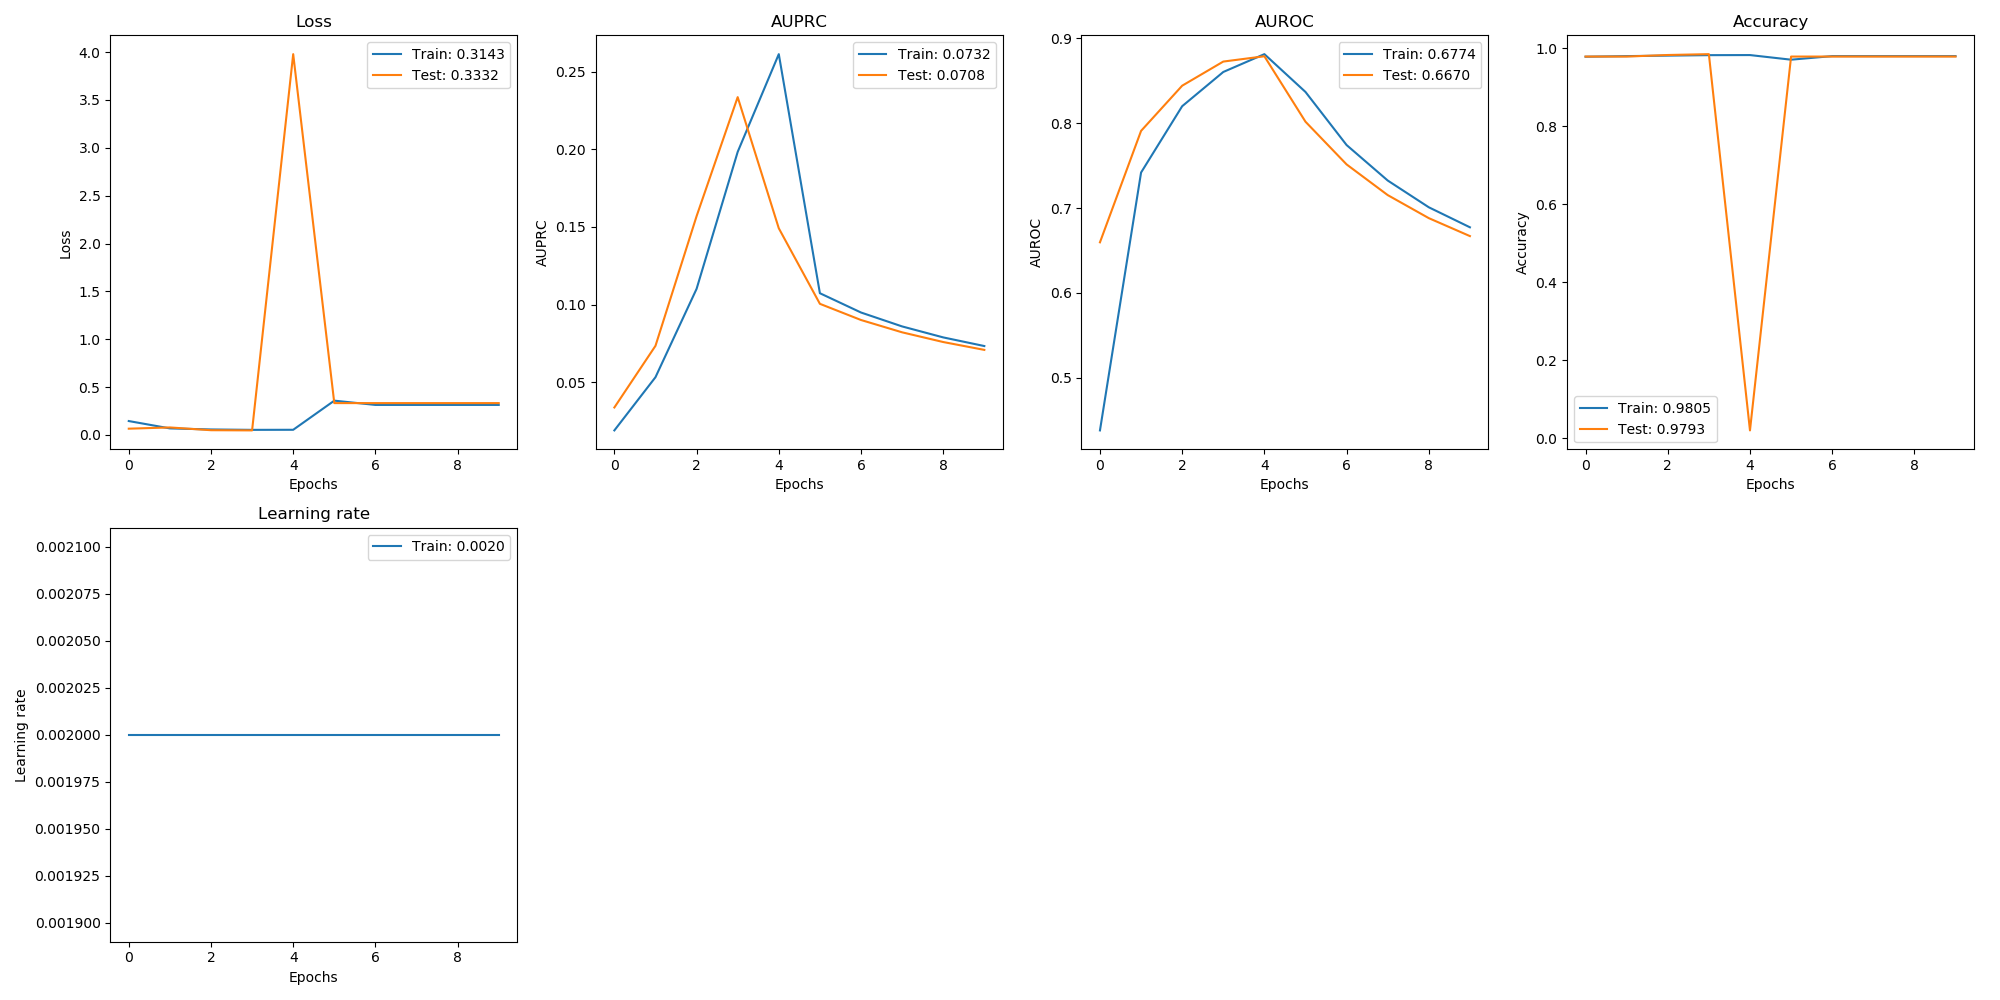 Loss
Train: 0.3143
Test: 0.3332
4.0
3.5
3.0
2.5
2.0
1.5
1.0
0.5
0.0
Loss
0 2 4 6 8
Epochs
AUPRC
Train: 0.0732
Test: 0.0708
0.25
0.20
0.15
0.10
0.05
AUPRC
0 2 4 6 8
Epochs
AUROC
Train: 0.6774
Test: 0.6670
0.9
0.8
0.7
0.6
0.5
AUROC
0 2 4 6 8
Epochs
Accuracy
1.0
0.8
0.6
0.4
0.2
0.0
Accuracy
Train: 0.9805
Test: 0.9793
0 2 4 6 8
Epochs
Learning rate
Train: 0.0020
0.002100
0.002075
0.002050
0.002025
0.002000
0.001975
0.001950
0.001925
0.001900
Learning rate
0 2 4 6 8
Epochs